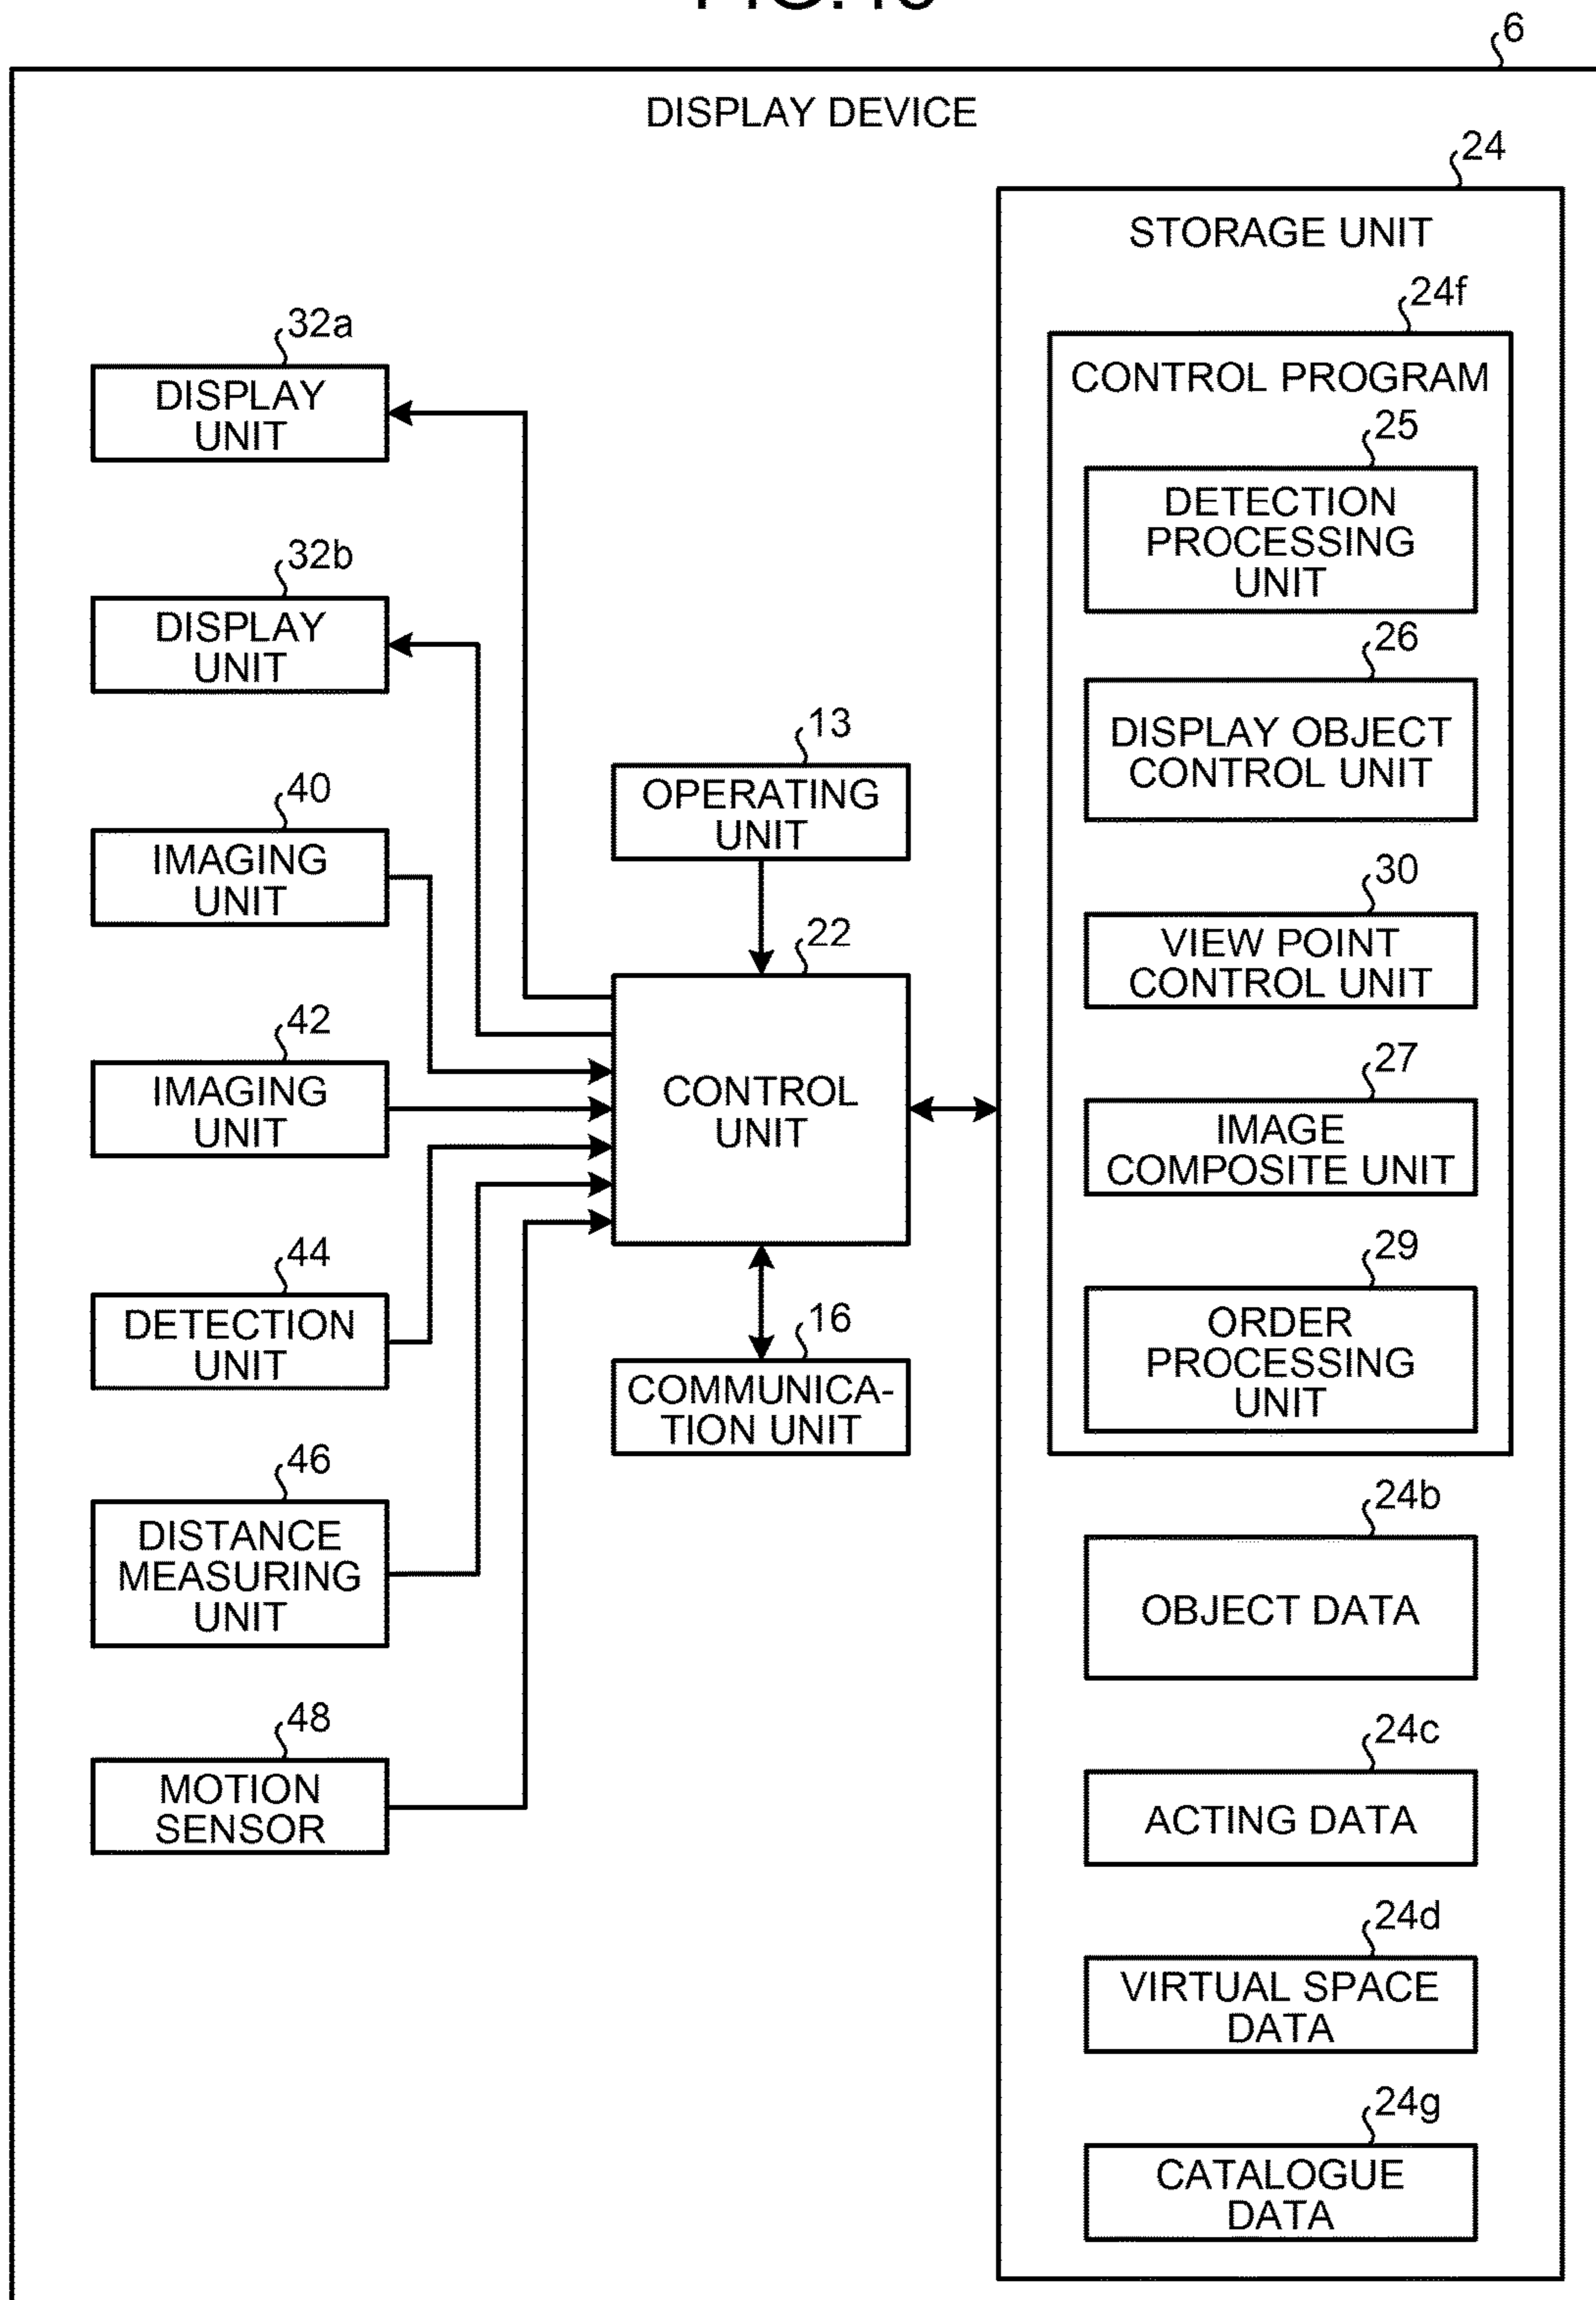 6
DISPLAY DEVICE
24
STORAGE UNIT
24f
CONTROL PROGRAM
25
DETECTION
PROCESSING
UNIT
26
DISPLAY OBJECT
CONTROL UNIT
30
VIEW POINT
CONTROL UNIT
27
IMAGE
COMPOSITE UNIT
29
ORDER
PROCESSING
UNIT
24b
OBJECT DATA
24c
ACTING DATA
24d
VIRTUAL SPACE
DATA
24g
CATALOGUE
DATA
32a
DISPLAY
UNIT
32b
DISPLAY
UNIT
40
IMAGING
UNIT
42
IMAGING
UNIT
44
DETECTION
UNIT
46
DISTANCE
MEASURING
UNIT
48
MOTION
SENSOR
13
OPERATING
UNIT
22
CONTROL
UNIT
16
COMMUNICA-
TION UNIT